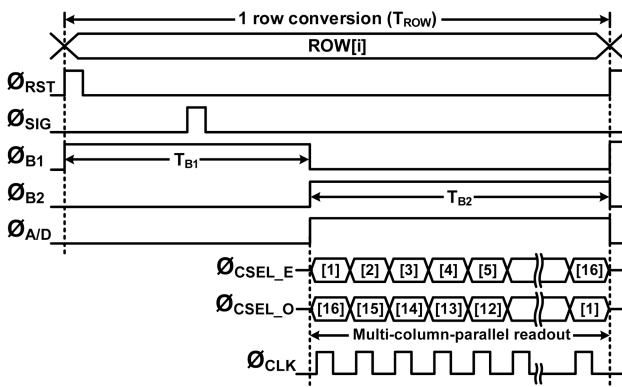 1 row conversion (TROW)
ROW[i]
ØRST
ØSIG
ØB1
TB1
ØB2
TB2
ØA/D
ØCSEL_E [1] [2] [3] [4] [5] [16]
ØCSEL_O [16] [15] [14] [13] [12] [1]
Multi-column-parallel readout
ØCLK